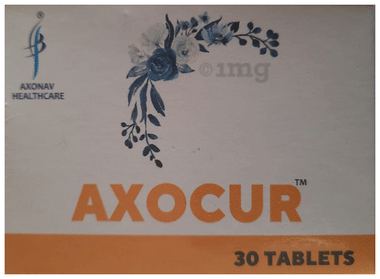 ®
AXONAV
HEALTHCARE
©1mg
AXOCUR™
30 TABLETS